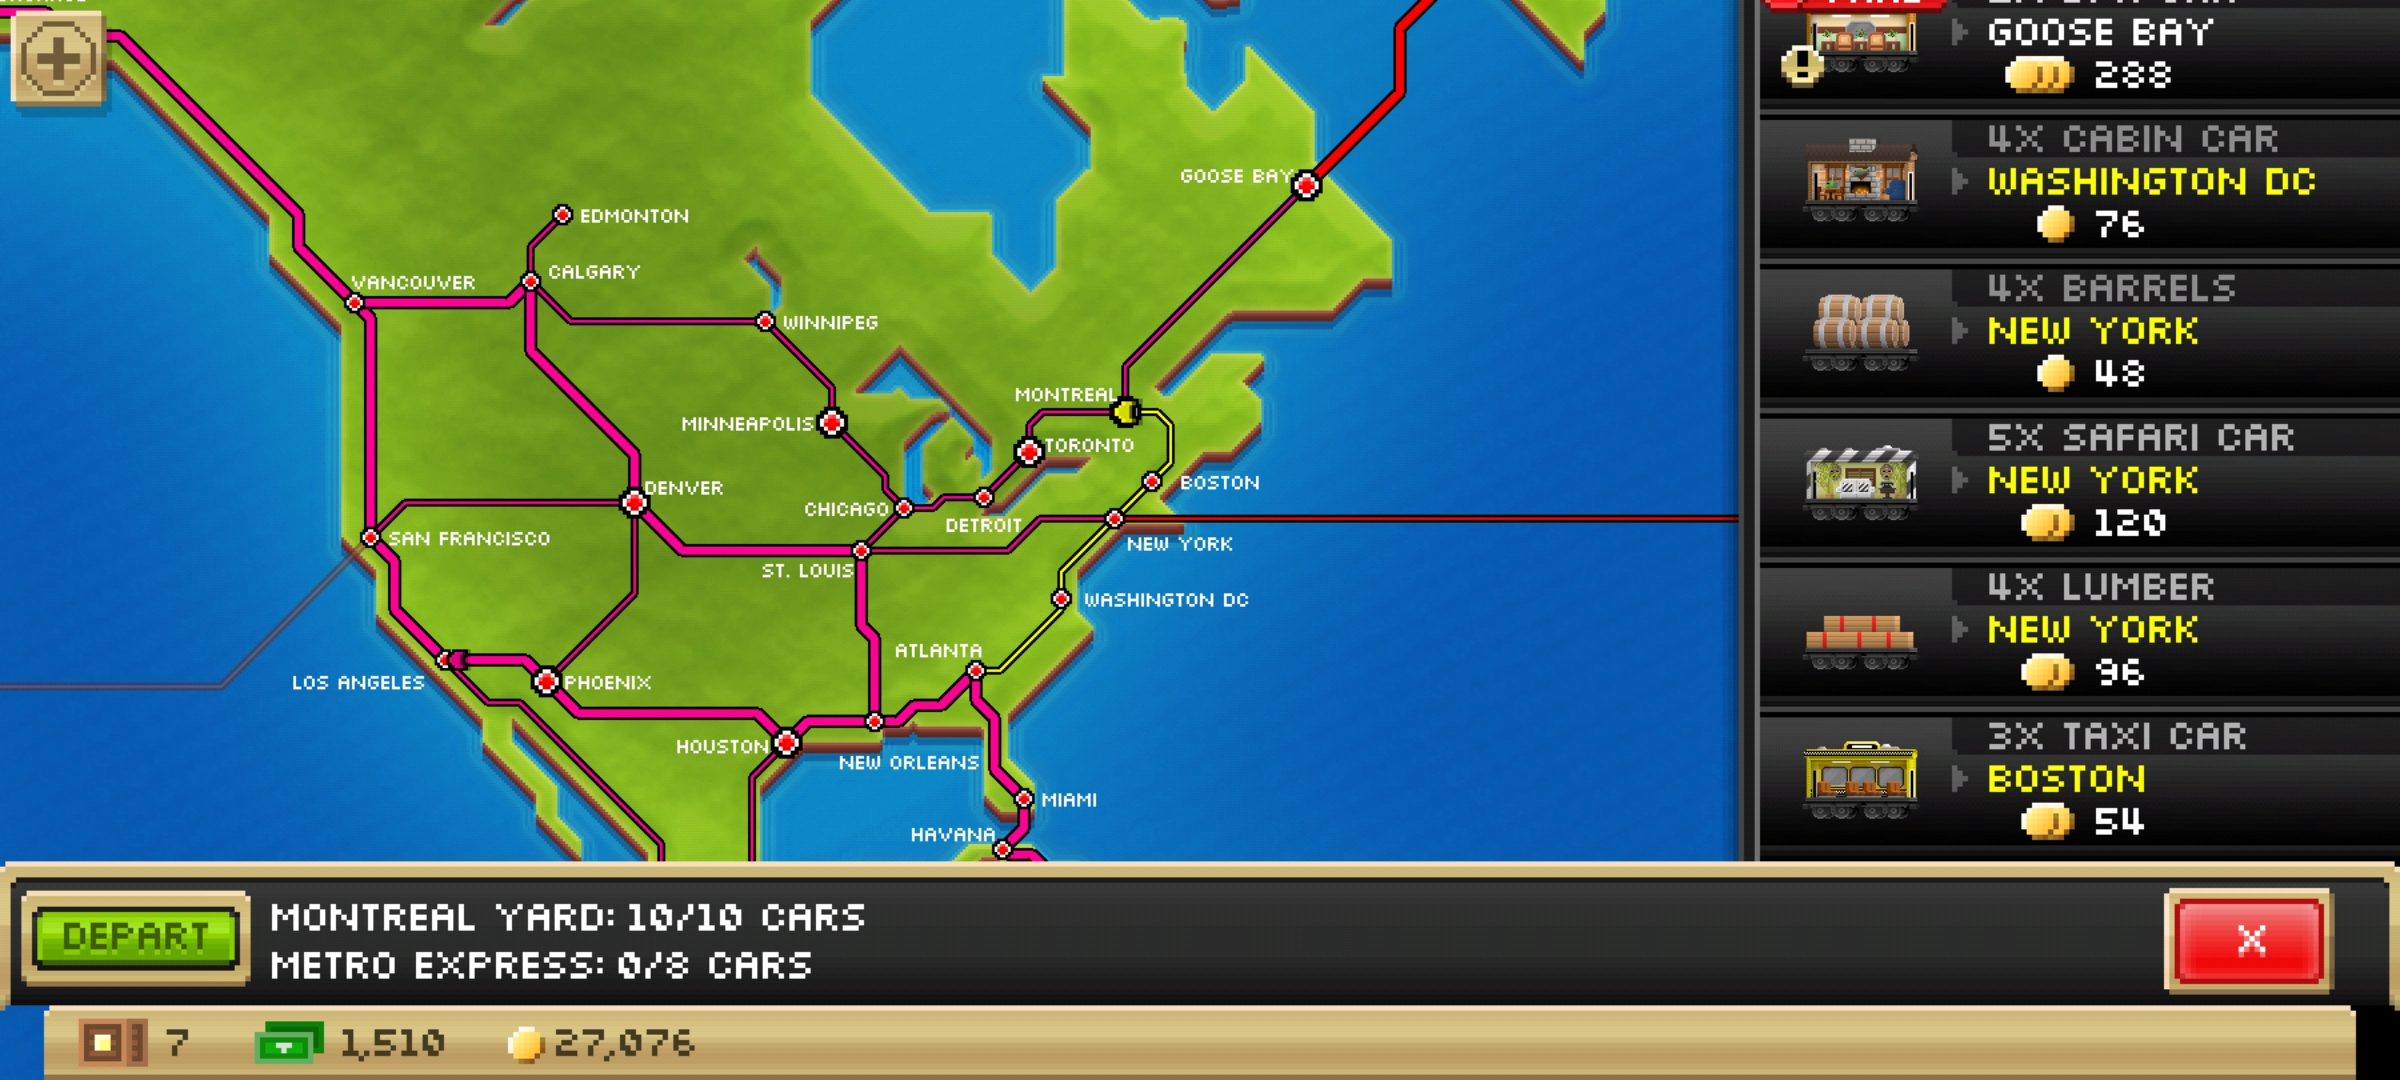 GOOSE BAY
EDMONTON
CALGARY
VANCOUVER
WINNIPEG
MONTREAL
MINNEAPOLIS
TORONTO
DENVER
BOSTON
CHICAGO
DETROIT
SAN FRANCISCO
NEW YORK
ST. LOUIS
WASHINGTON DC
ATLANTA
LOS ANGELES
PHOENIX
HOUSTON
NEW ORLEANS
MIAMI
HAVANA
GOOSE BAY
288
4X CABIN CAR
WASHINGTON DC
76
4X BARRELS
NEW YORK
48
5X SAFARI CAR
NEW YORK
120
4X LUMBER
NEW YORK
96
3X TAXI CAR
BOSTON
54
DEPART
MONTREAL YARD: 10/10 CARS
METRO EXPRESS: 0/8 CARS
X
7
1,510
27,076